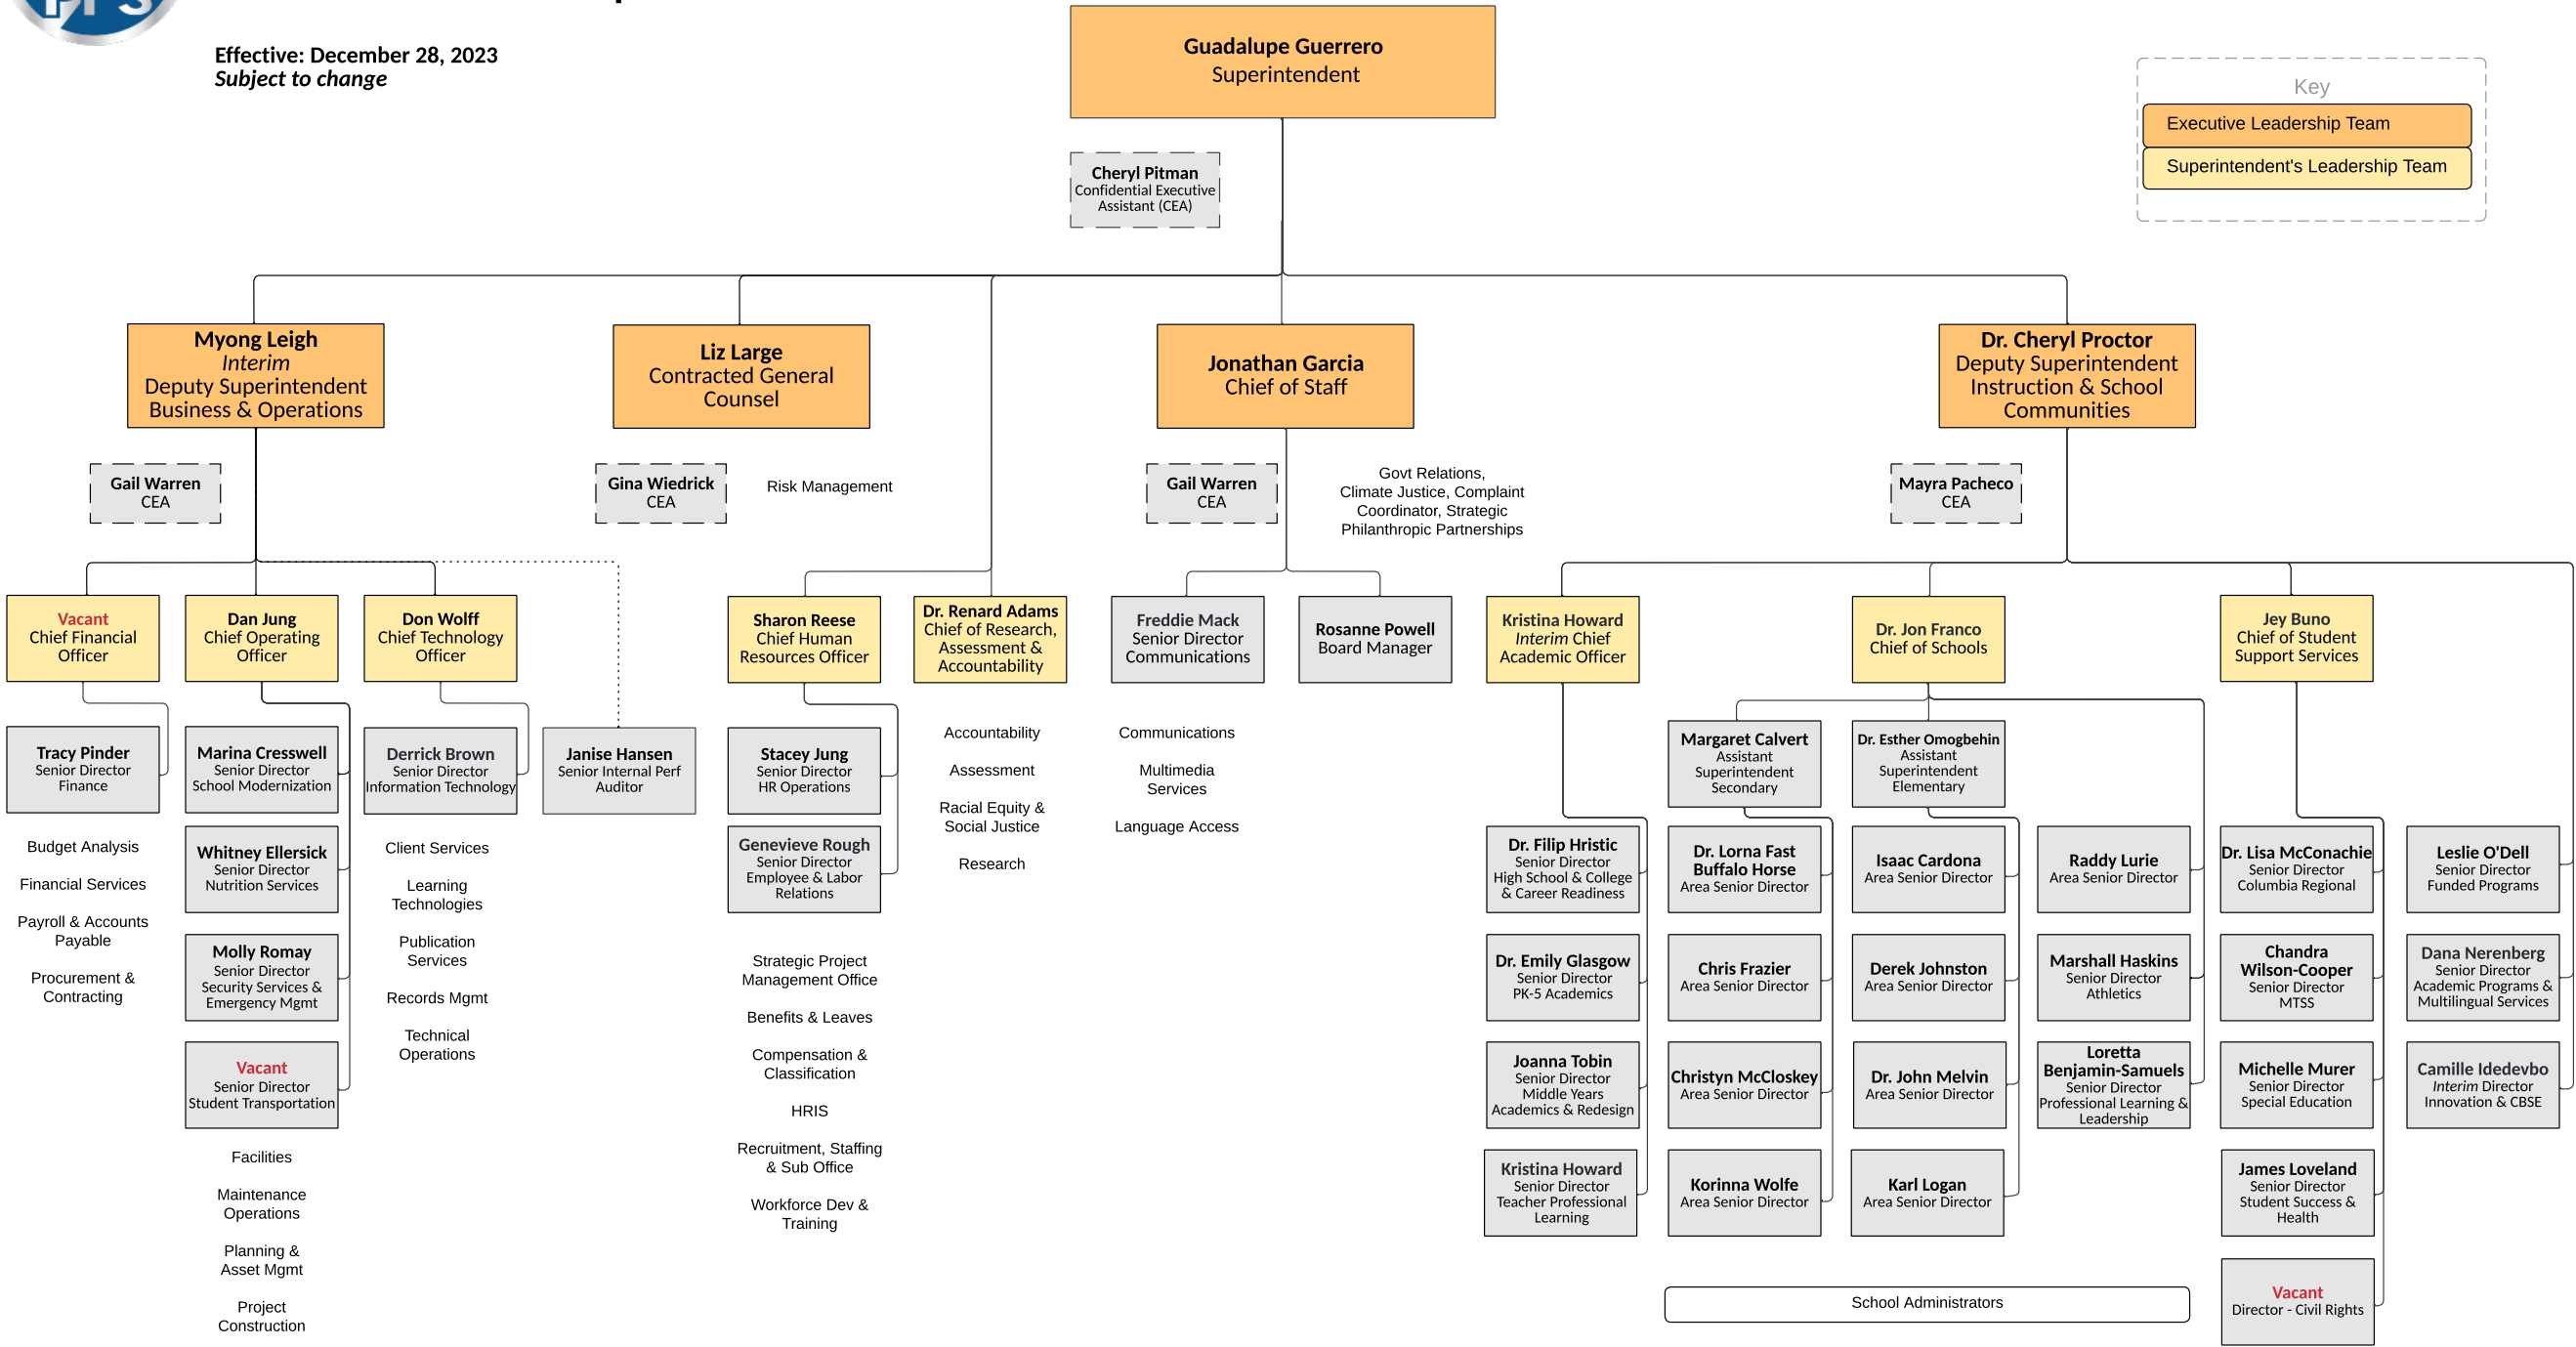 PPS
Effective: December 28, 2023
Subject to change
Guadalupe Guerrero
Superintendent
Key
Executive Leadership Team
Superintendent's Leadership Team
Cheryl Pitman
Confidential Executive
Assistant (CEA)
Myong Leigh
Interim
Deputy Superintendent
Business & Operations
Liz Large
Contracted General
Counsel
Jonathan Garcia
Chief of Staff
Dr. Cheryl Proctor
Deputy Superintendent
Instruction & School
Communities
Gail Warren
CEA
Gina Wiedrick
CEA
Risk Management
Gail Warren
CEA
Govt Relations,
Climate Justice, Complaint
Coordinator, Strategic
Philanthropic Partnerships
Mayra Pacheco
CEA
Vacant
Chief Financial
Officer
Dan Jung
Chief Operating
Officer
Don Wolff
Chief Technology
Officer
Sharon Reese
Chief Human
Resources Officer
Dr. Renard Adams
Chief of Research,
Assessment &
Accountability
Freddie Mack
Senior Director
Communications
Rosanne Powell
Board Manager
Kristina Howard
Interim Chief
Academic Officer
Dr. Jon Franco
Chief of Schools
Jey Buno
Chief of Student
Support Services
Tracy Pinder
Senior Director
Finance
Budget Analysis
Financial Services
Payroll & Accounts
Payable
Procurement &
Contracting
Marina Cresswell
Senior Director
School Modernization
Whitney Ellersick
Senior Director
Nutrition Services
Molly Romay
Senior Director
Security Services &
Emergency Mgmt
Vacant
Senior Director
Student Transportation
Facilities
Maintenance
Operations
Planning &
Asset Mgmt
Project
Construction
Derrick Brown
Senior Director
Information Technology
Client Services
Learning
Technologies
Publication
Services
Records Mgmt
Technical
Operations
Janise Hansen
Senior Internal Perf
Auditor
Stacey Jung
Senior Director
HR Operations
Genevieve Rough
Senior Director
Employee & Labor
Relations
Strategic Project
Management Office
Benefits & Leaves
Compensation &
Classification
HRIS
Recruitment, Staffing
& Sub Office
Workforce Dev &
Training
Accountability
Assessment
Racial Equity &
Social Justice
Research
Communications
Multimedia
Services
Language Access
Dr. Filip Hristic
Senior Director
High School & College
& Career Readiness
Dr. Emily Glasgow
Senior Director
PK-5 Academics
Joanna Tobin
Senior Director
Middle Years
Academics & Redesign
Kristina Howard
Senior Director
Teacher Professional
Learning
Margaret Calvert
Assistant
Superintendent
Secondary
Dr. Lorna Fast
Buffalo Horse
Area Senior Director
Chris Frazier
Area Senior Director
Christyn McCloskey
Area Senior Director
Korinna Wolfe
Area Senior Director
Dr. Esther Omogbehin
Assistant
Superintendent
Elementary
Isaac Cardona
Area Senior Director
Derek Johnston
Area Senior Director
Dr. John Melvin
Area Senior Director
Karl Logan
Area Senior Director
Raddy Lurie
Area Senior Director
Marshall Haskins
Senior Director
Athletics
Loretta
Benjamin-Samuels
Senior Director
Professional Learning &
Leadership
School Administrators
Dr. Lisa McConachie
Senior Director
Columbia Regional
Chandra
Wilson-Cooper
Senior Director
MTSS
Michelle Murer
Senior Director
Special Education
James Loveland
Senior Director
Student Success &
Health
Vacant
Director - Civil Rights
Leslie O'Dell
Senior Director
Funded Programs
Dana Nerenberg
Senior Director
Academic Programs &
Multilingual Services
Camille Idedevbo
Interim Director
Innovation & CBSE